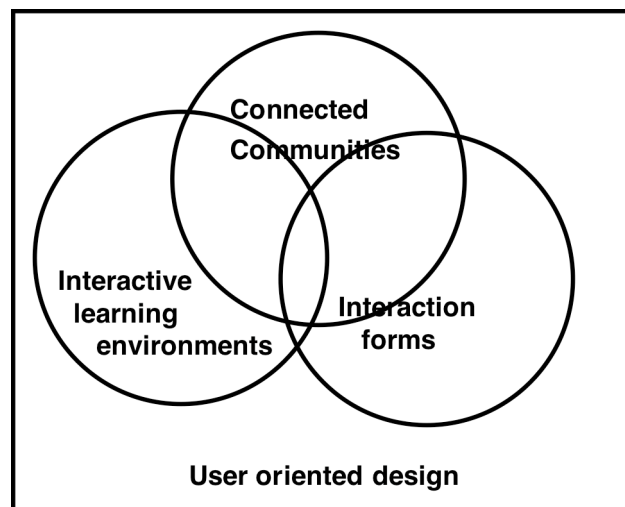 Connected
Communities
Interactive
learning
environments
Interaction
forms
User oriented design